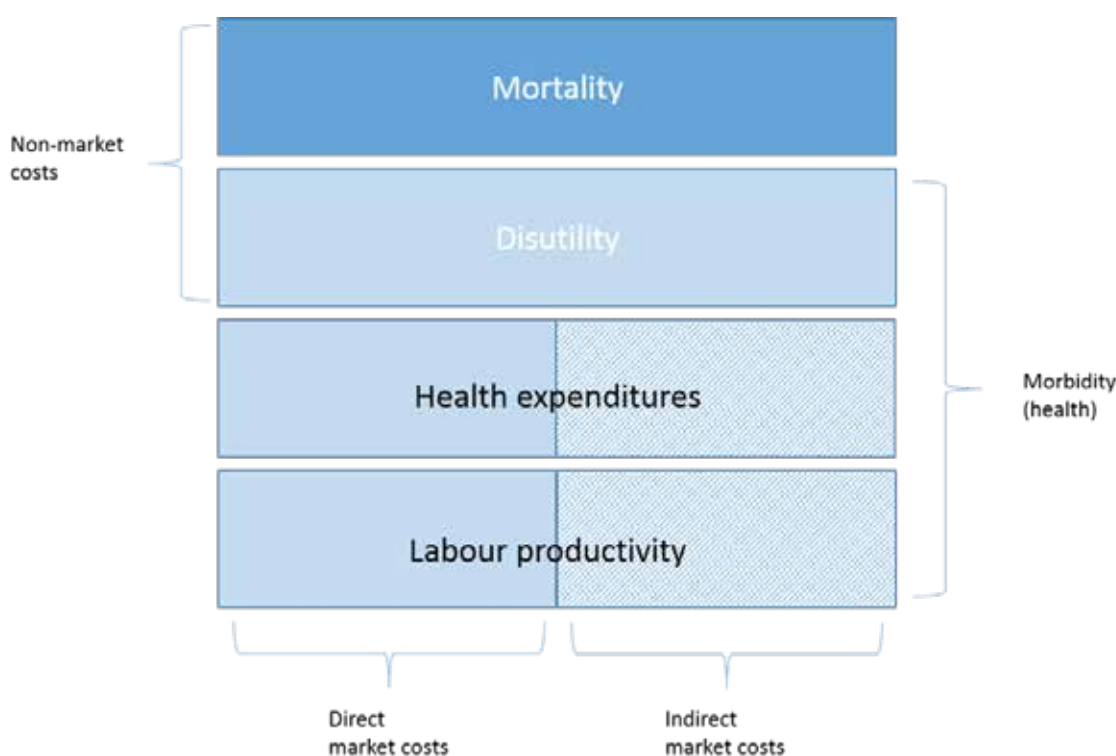 Mortality
Non-market
costs
Disutility
Health expenditures
Morbidity
(health)
Labour productivity
Direct
market costs
Indirect
market costs